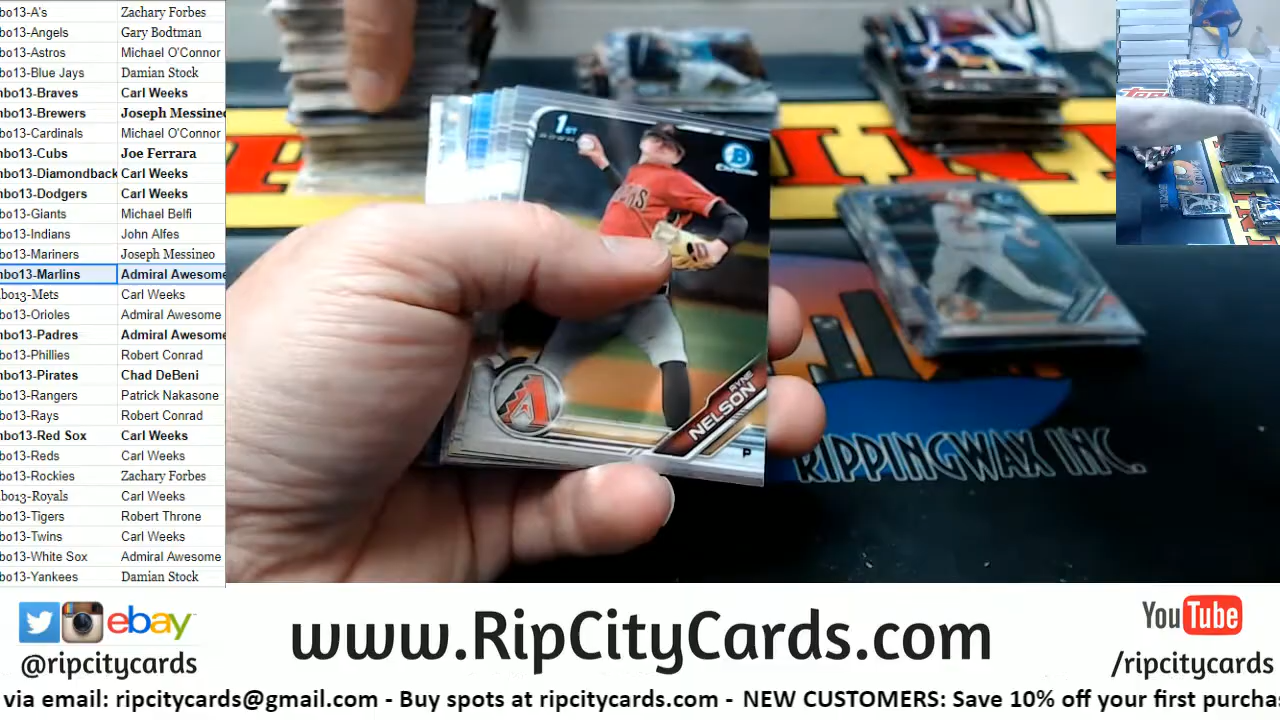 bo13-A's Zachary Forbes
bo13-Angels Gary Bodtman
bo13-Astros Michael O'Connor
bo13-Blue Jays Damian Stock
nbo13-Braves Carl Weeks
nbo13-Brewers Joseph Messineo
bo13-Cardinals Michael O'Connor
nbo13-Cubs Joe Ferrara
nbo13-Diamondback Carl Weeks
nbo13-Dodgers Carl Weeks
bo13-Giants Michael Belfi
bo13-Indians John Alfes
bo13-Mariners Joseph Messineo
nbo13-Marlins Admiral Awesome
bo13-Mets Carl Weeks
bo13-Orioles Admiral Awesome
nbo13-Padres Admiral Awesome
bo13-Phillies Robert Conrad
nbo13-Pirates Chad DeBeni
bo13-Rangers Patrick Nakasone
bo13-Rays Robert Conrad
nbo13-Red Sox Carl Weeks
bo13-Reds Carl Weeks
bo13-Rockies Zachary Forbes
bo13-Royals Carl Weeks
bo13-Tigers Robert Throne
bo13-Twins Carl Weeks
bo13-White Sox Admiral Awesome
bo13-Yankees Damian Stock
1ST
B
Chrome
RYNE
NELSON
P
A
RIPPINGWAX INC.
Topps
ebay
@ripcitycards
www.RipCityCards.com
YouTube
/ripcitycards
via email: ripcitycards@gmail.com - Buy spots at ripcitycards.com - NEW CUSTOMERS: Save 10% off your first purcha